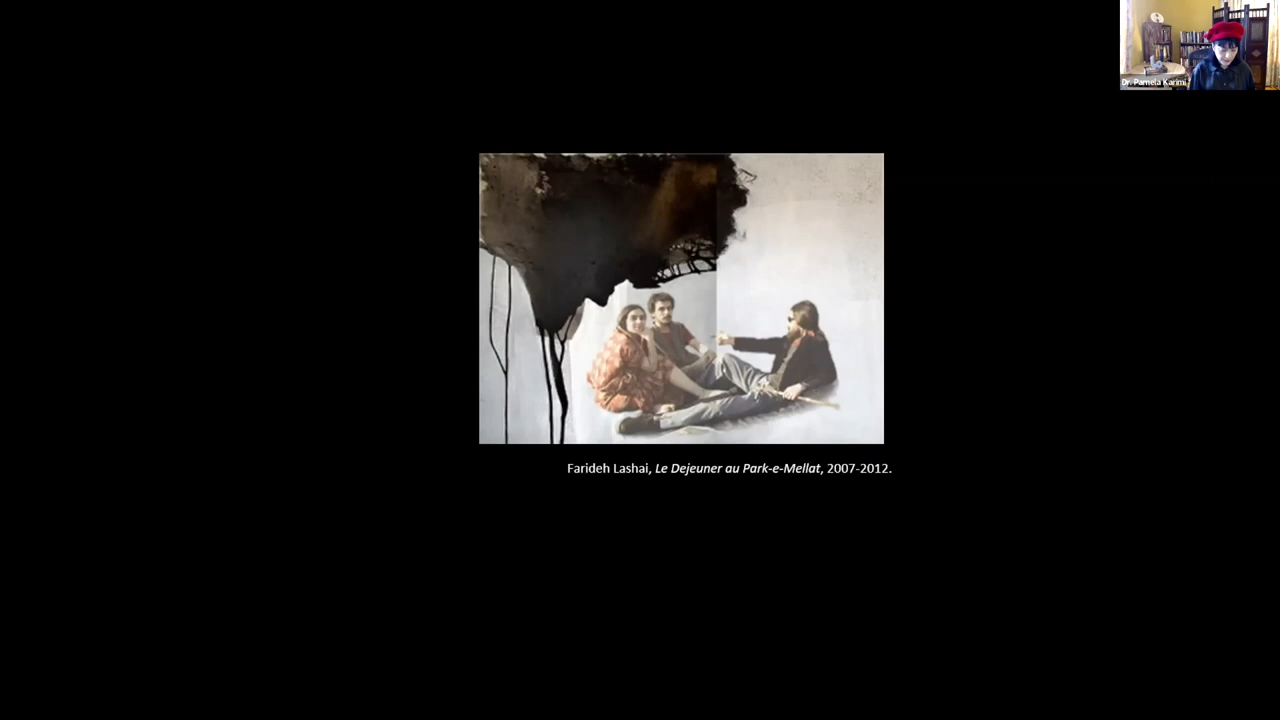 Dr. Pamela Karimi
Farideh Lashai, Le Dejeuner au Park-e-Mellat, 2007-2012.